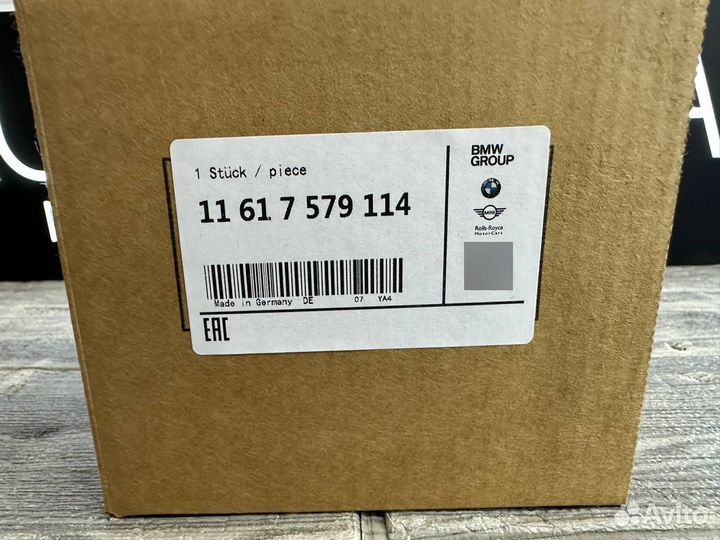 1 Stück / piece
11 61 7 579 114
Made in Germany DE 07 YA4
EAC
BMW
GROUP
MINI
Rolls-Royce
Motor Cars
Avito